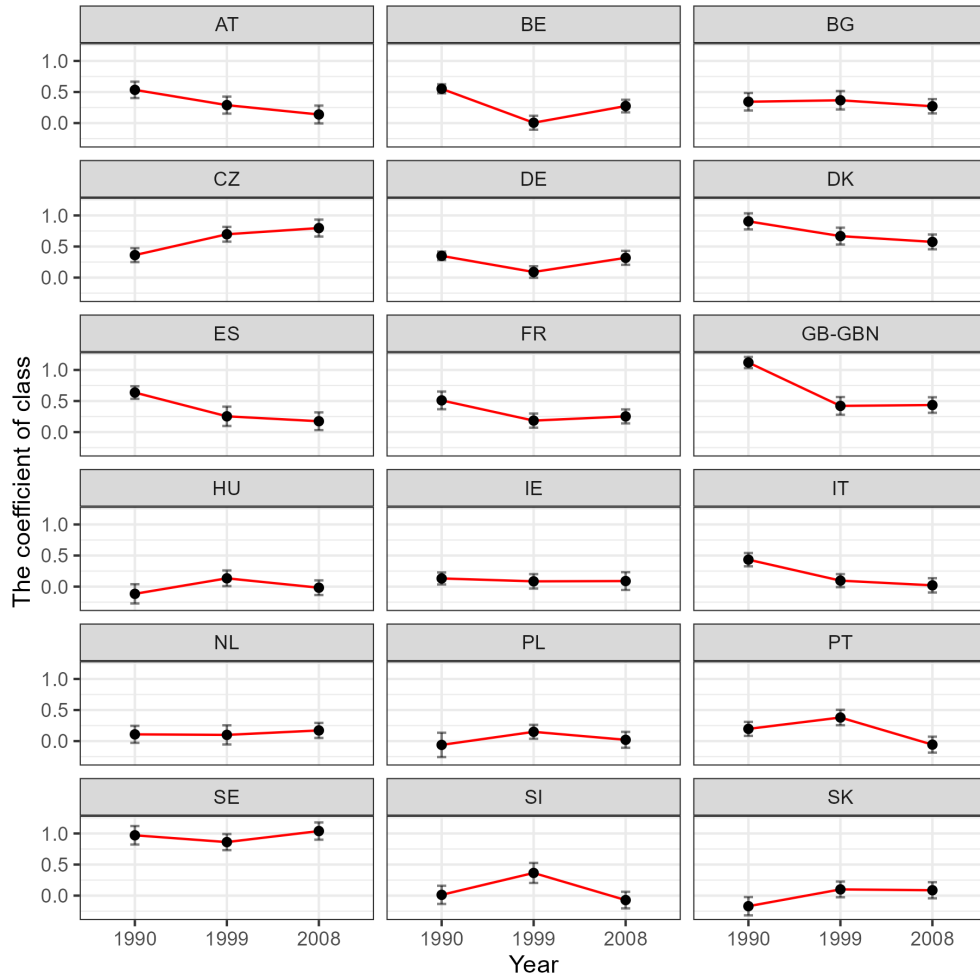 AT BE BG
1.0
0.5
0.0
CZ DE DK
1.0
0.5
0.0
ES FR GB-GBN
1.0
0.5
0.0
HU IE IT
1.0
0.5
0.0
NL PL PT
1.0
0.5
0.0
SE SI SK
1.0
0.5
0.0
The coefficient of class
1990 1999 2008 1990 1999 2008 1990 1999 2008
Year